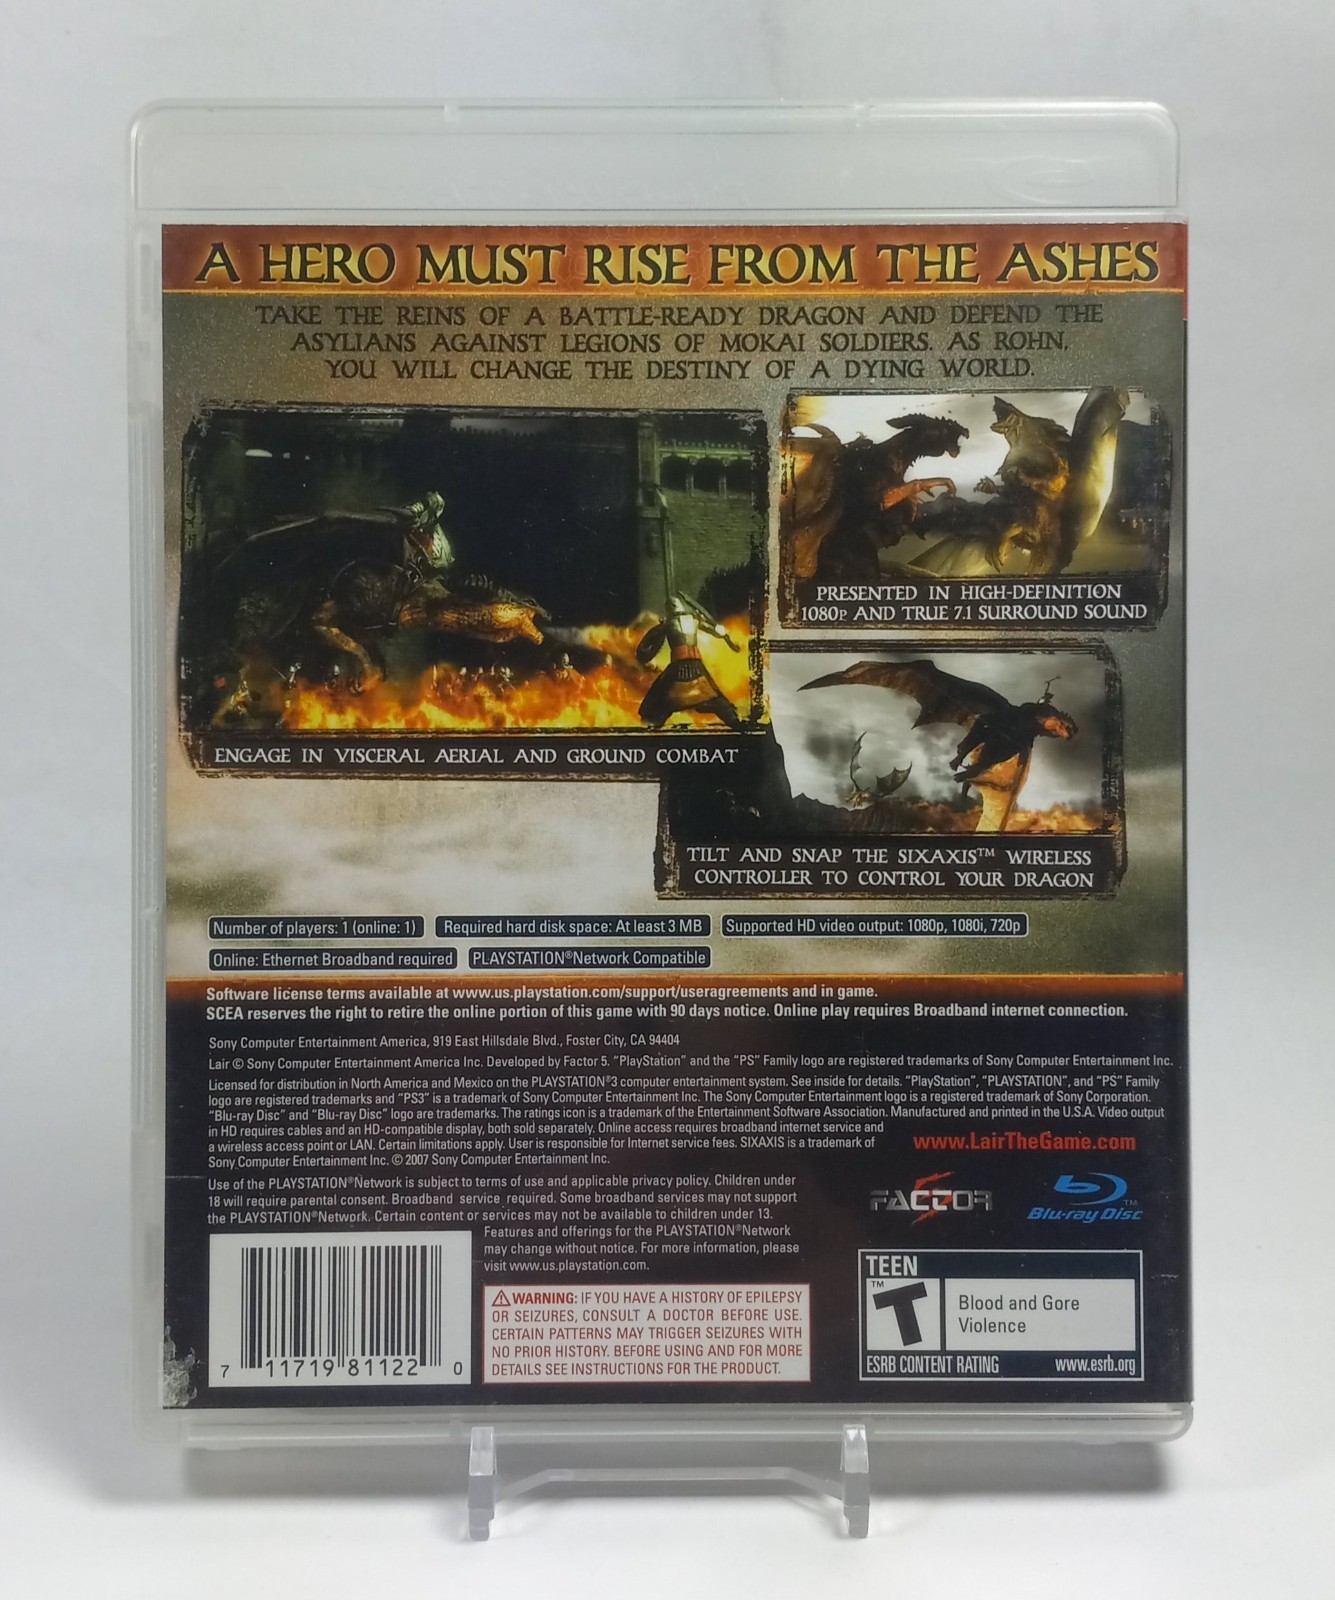 A HERO MUST RISE FROM THE ASHES
TAKE THE REINS OF A BATTLE-READY DRAGON AND DEFEND THE
ASYLIANS AGAINST LEGIONS OF MOKAI SOLDIERS. AS ROHN,
YOU WILL CHANGE THE DESTINY OF A DYING WORLD.
PRESENTED IN HIGH-DEFINITION
1080P AND TRUE 7.1 SURROUND SOUND
ENGAGE IN VISCERAL AERIAL AND GROUND COMBAT
TILT AND SNAP THE SIXAXIS™ WIRELESS
CONTROLLER TO CONTROL YOUR DRAGON
Number of players: 1 (online: 1)
Required hard disk space: At least 3 MB
Supported HD video output: 1080p, 1080i, 720p
Online: Ethernet Broadband required
PLAYSTATION®Network Compatible
Software license terms available at www.us.playstation.com/support/useragreements and in game.
SCEA reserves the right to retire the online portion of this game with 90 days notice. Online play requires Broadband internet connection.
Sony Computer Entertainment America, 919 East Hillsdale Blvd., Foster City, CA 94404
Lair © Sony Computer Entertainment America Inc. Developed by Factor 5. "PlayStation" and the "PS" Family logo are registered trademarks of Sony Computer Entertainment Inc.
Licensed for distribution in North America and Mexico on the PLAYSTATION®3 computer entertainment system. See inside for details. "PlayStation", "PLAYSTATION", and "PS" Family
logo are registered trademarks and "PS3" is a trademark of Sony Computer Entertainment Inc. The Sony Computer Entertainment logo is a registered trademark of Sony Corporation.
"Blu-ray Disc" and "Blu-ray Disc" logo are trademarks. The ratings icon is a trademark of the Entertainment Software Association. Manufactured and printed in the U.S.A. Video output
in HD requires cables and an HD-compatible display, both sold separately. Online access requires broadband internet service and
a wireless access point or LAN. Certain limitations apply. User is responsible for Internet service fees. SIXAXIS is a trademark of
Sony Computer Entertainment Inc. © 2007 Sony Computer Entertainment Inc.
www.LairTheGame.com
Use of the PLAYSTATION®Network is subject to terms of use and applicable privacy policy. Children under
18 will require parental consent. Broadband service required. Some broadband services may not support
the PLAYSTATION®Network. Certain content or services may not be available to children under 13.
Features and offerings for the PLAYSTATION®Network
may change without notice. For more information, please
visit www.us.playstation.com.
FACTOR 5
Blu-ray Disc™
7 11719 81122 0
WARNING: IF YOU HAVE A HISTORY OF EPILEPSY
OR SEIZURES, CONSULT A DOCTOR BEFORE USE.
CERTAIN PATTERNS MAY TRIGGER SEIZURES WITH
NO PRIOR HISTORY. BEFORE USING AND FOR MORE
DETAILS SEE INSTRUCTIONS FOR THE PRODUCT.
TEEN
T™
Blood and Gore
Violence
ESRB CONTENT RATING
www.esrb.org